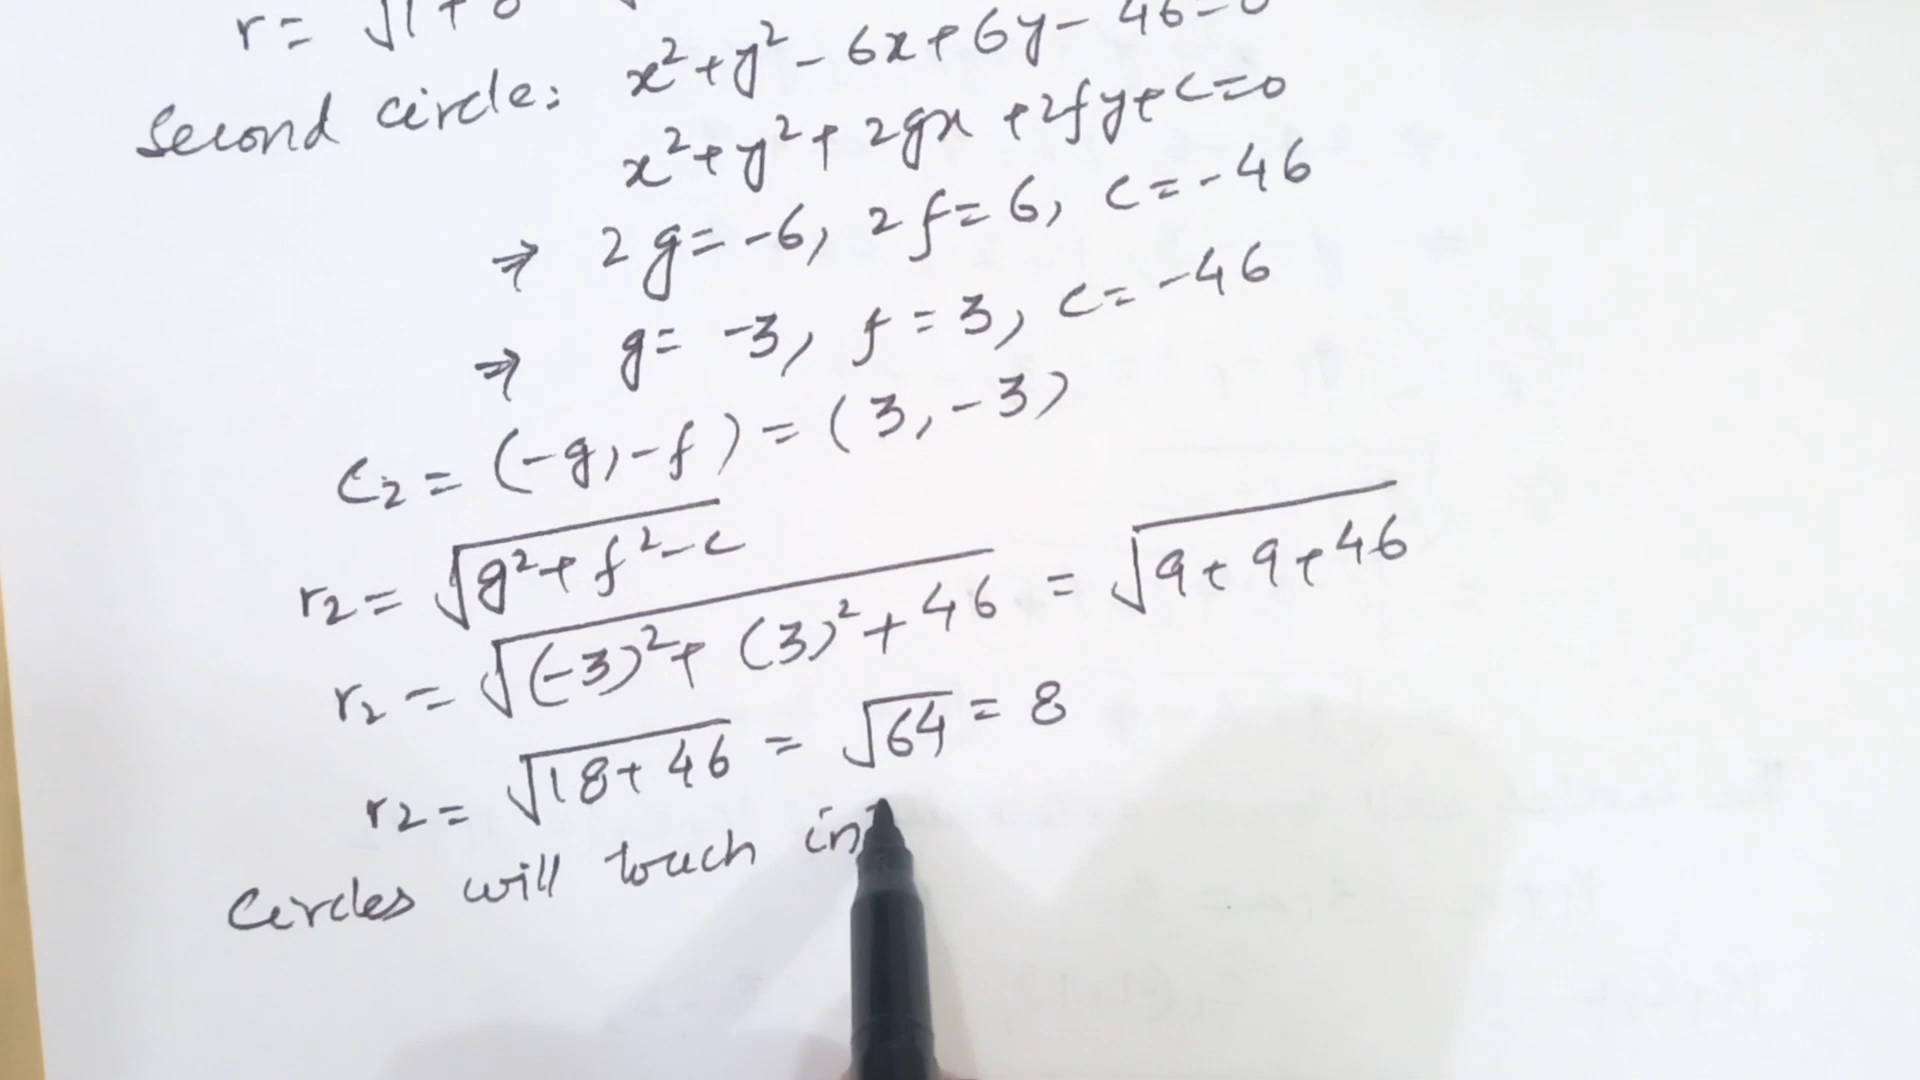 r = √1 + 0
Second circle: x² + y² - 6x + 6y - 46 = 0
x² + y² + 2gx + 2fy + c = 0
⇒ 2g = -6, 2f = 6, c = -46
⇒ g = -3, f = 3, c = -46
C₂ = (-g, -f) = (3, -3)
r₂ = √g² + f² - c
r₂ = √(-3)² + (3)² + 46 = √9 + 9 + 46
r₂ = √18 + 46 = √64 = 8
Circles will touch in